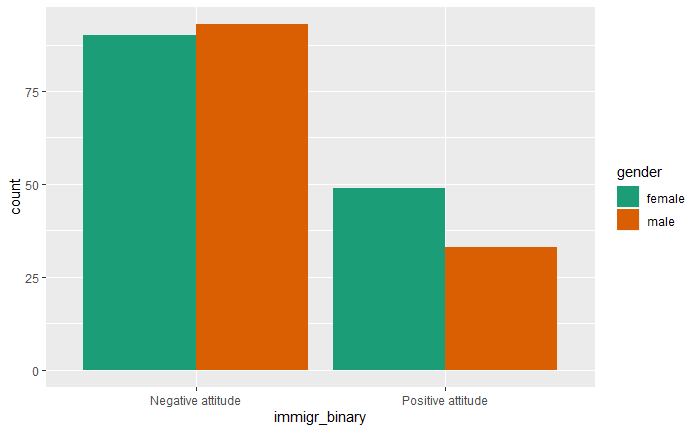 75
50
25
0
count
Negative attitude
Positive attitude
immigr_binary
gender
female
male